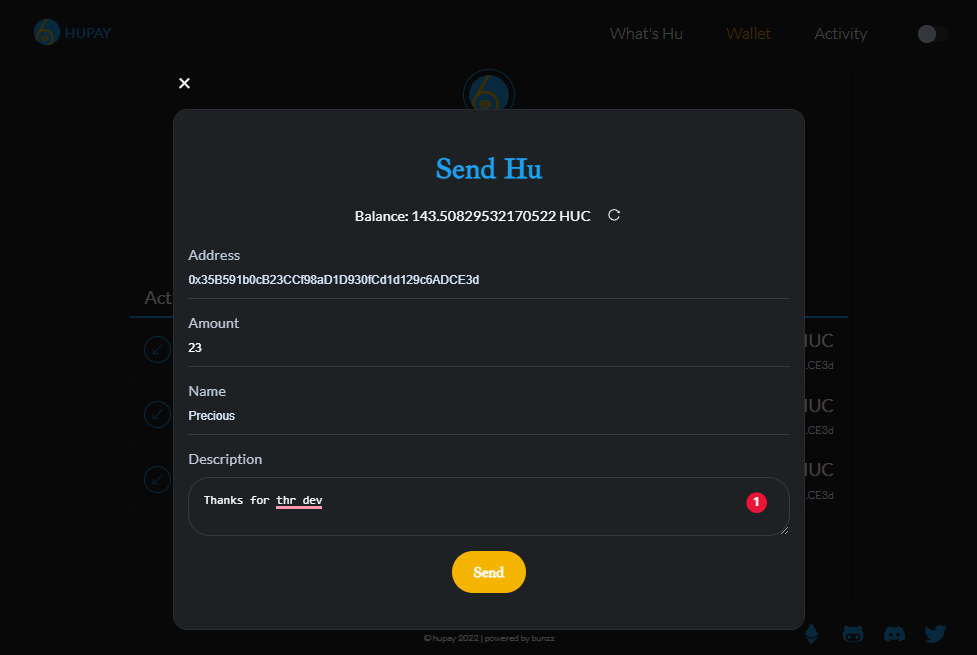 HUPAY
What's Hu
Wallet
Activity
Send Hu
Balance: 143.50829532170522 HUC
Address
0x35B591b0cB23CCf98aD1D930fCd1d129c6ADCE3d
Act
Amount
23
HUC
.CE3d
Name
Precious
HUC
.CE3d
Description
HUC
Thanks for thr dev
1
.CE3d
Send
© hupay 2022 | powered by bunzz